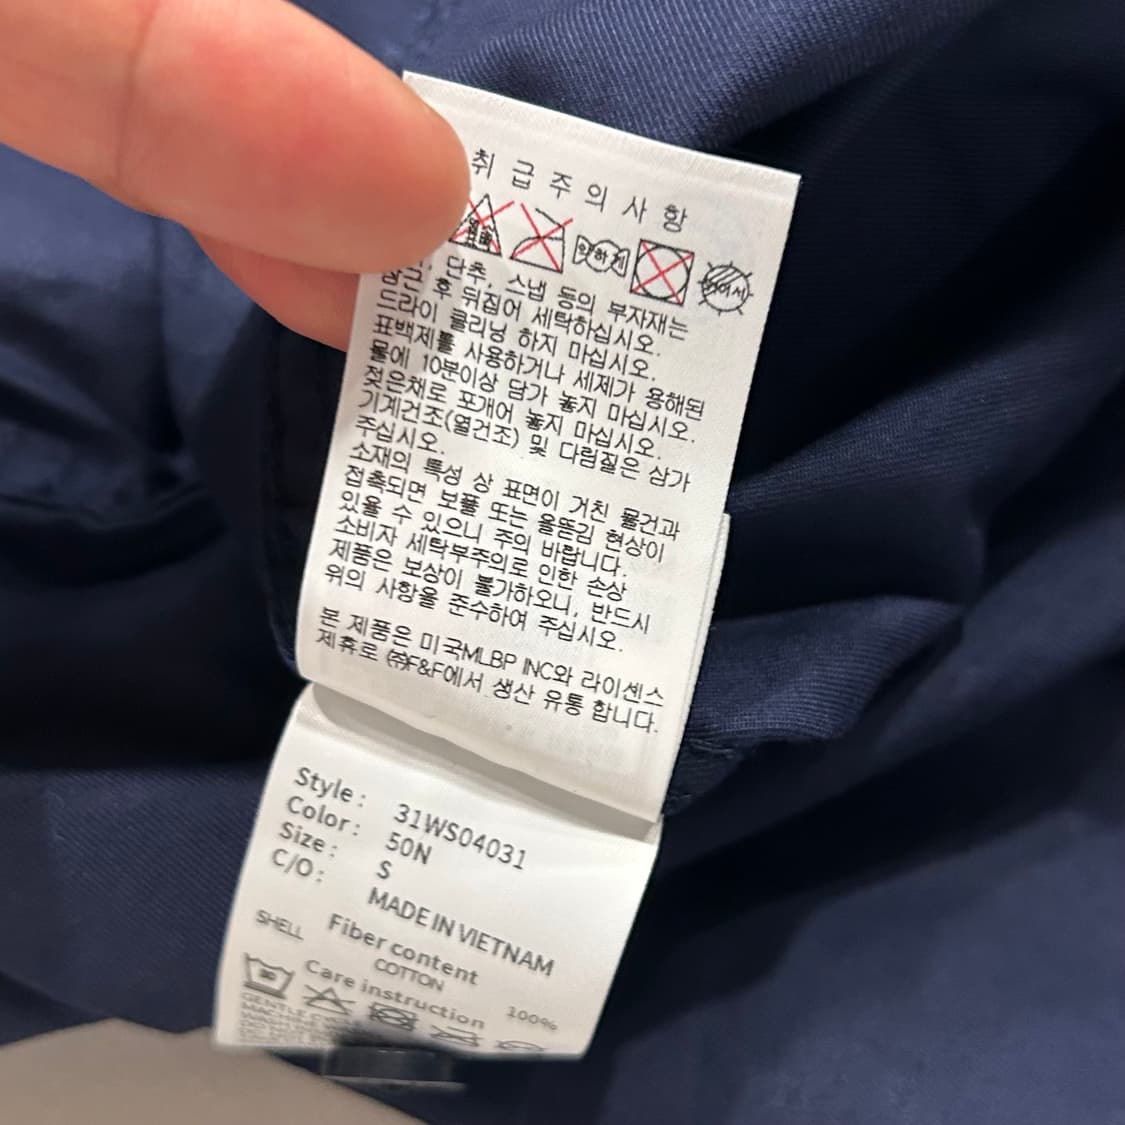 취급주의사항
약하게
단추, 스냅 등의 부자재는
잠근 후 뒤집어 세탁하십시오.
드라이 클리닝 하지 마십시오.
표백제를 사용하거나 세제가 용해된
물에 10분이상 담가 놓지 마십시오.
젖은채로 포개어 놓지 마십시오.
기계건조(열건조) 및 다림질은 삼가
주십시오.
소재의 특성 상 표면이 거친 물건과
접촉되면 보풀 또는 올뜯김 현상이
있을 수 있으니 주의 바랍니다.
소비자 세탁부주의로 인한 손상
제품은 보상이 불가하오니, 반드시
위의 사항을 준수하여 주십시오.
본 제품은 미국MLBP INC와 라이센스
제휴로 ㈜F&F에서 생산 유통 합니다.
Style : 31WS04031
Color : 50N
Size : S
C/O : MADE IN VIETNAM
Fiber content
SHELL COTTON 100%
Care instruction
30